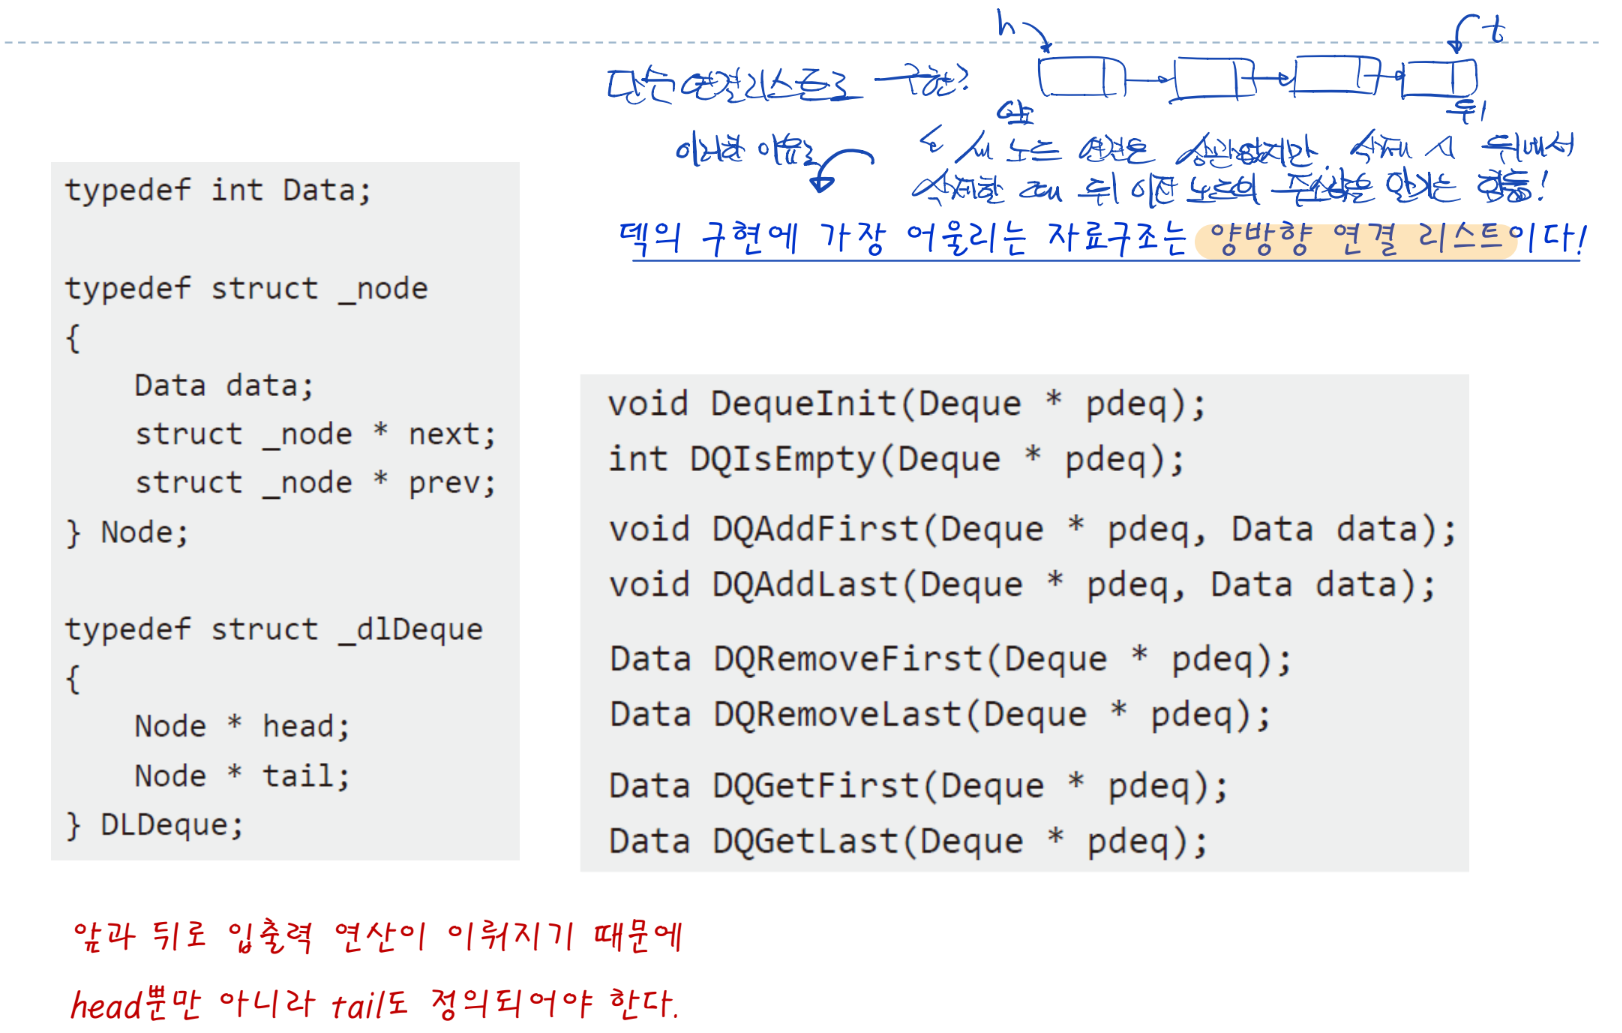 h
t
단순 연결리스트로 구현?
앞
뒤
이러한 이유로
새 노드 연결은 상관없지만, 삭제 시 뒤에서
삭제할 때 뒤 이전 노드의 주소값을 알기는 힘듦!
덱의 구현에 가장 어울리는 자료구조는 양방향 연결 리스트이다!
typedef int Data;
typedef struct _node
{
Data data;
struct _node * next;
struct _node * prev;
} Node;
typedef struct _dlDeque
{
Node * head;
Node * tail;
} DLDeque;
void DequeInit(Deque * pdeq);
int DQIsEmpty(Deque * pdeq);
void DQAddFirst(Deque * pdeq, Data data);
void DQAddLast(Deque * pdeq, Data data);
Data DQRemoveFirst(Deque * pdeq);
Data DQRemoveLast(Deque * pdeq);
Data DQGetFirst(Deque * pdeq);
Data DQGetLast(Deque * pdeq);
앞과 뒤로 입출력 연산이 이뤄지기 때문에
head뿐만 아니라 tail도 정의되어야 한다.